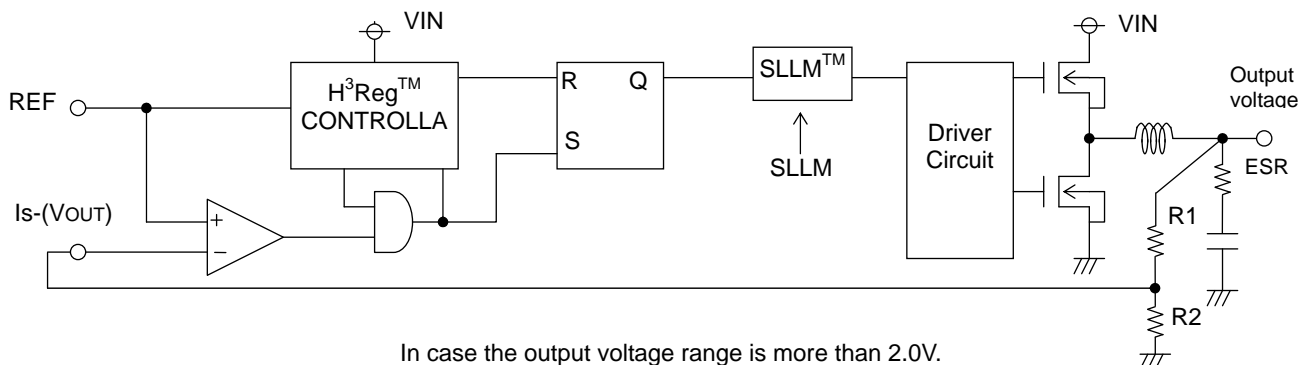 VIN
VIN
H³Reg™
CONTROLLA
REF
R Q
S
SLLM™
SLLM
Driver
Circuit
Output
voltage
ESR
Is-(VOUT)
+
−
R1
R2
In case the output voltage range is more than 2.0V.